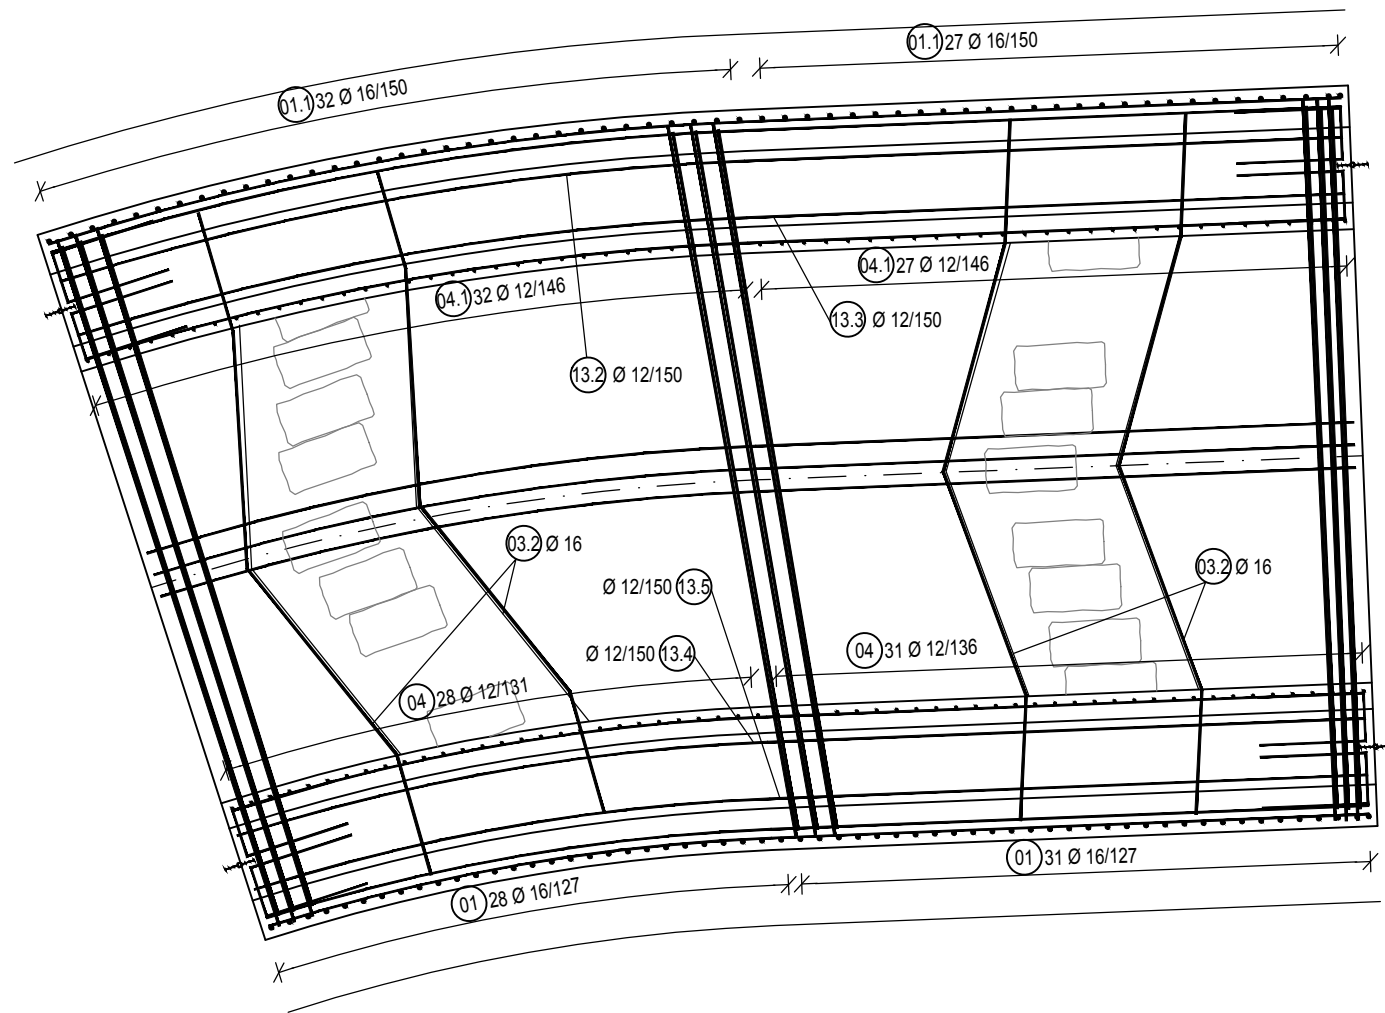 01.1 27 Ø 16/150
01.1 32 Ø 16/150
04.1 27 Ø 12/146
04.1 32 Ø 12/146
13.3 Ø 12/150
13.2 Ø 12/150
03.2 Ø 16
03.2 Ø 16
Ø 12/150 13.5
Ø 12/150 13.4
04 31 Ø 12/136
04 28 Ø 12/131
01 31 Ø 16/127
01 28 Ø 16/127